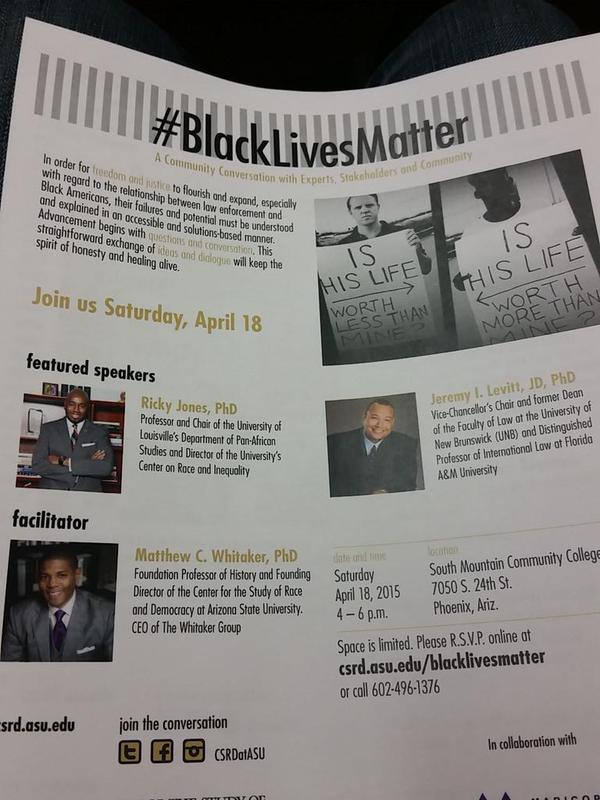 #BlackLivesMatter
A Community Conversation with Experts, Stakeholders and Community
In order for freedom and justice to flourish and expand, especially
with regard to the relationship between law enforcement and
Black Americans, their failures and potential must be understood
and explained in an accessible and solutions-based manner.
Advancement begins with questions and conversation. This
straightforward exchange of ideas and dialogue will keep the
spirit of honesty and healing alive.
IS
HIS LIFE
WORTH
LESS THAN
MINE?
IS
HIS LIFE
WORTH
MORE THAN
MINE?
Join us Saturday, April 18
featured speakers
Ricky Jones, PhD
Professor and Chair of the University of
Louisville's Department of Pan-African
Studies and Director of the University's
Center on Race and Inequality
Jeremy I. Levitt, JD, PhD
Vice-Chancellor's Chair and former Dean
of the Faculty of Law at the University of
New Brunswick (UNB) and Distinguished
Professor of International Law at Florida
A&M University
facilitator
Matthew C. Whitaker, PhD
Foundation Professor of History and Founding
Director of the Center for the Study of Race
and Democracy at Arizona State University.
CEO of The Whitaker Group
date and time
Saturday
April 18, 2015
4 – 6 p.m.
location
South Mountain Community College
7050 S. 24th St.
Phoenix, Ariz.
Space is limited. Please R.S.V.P. online at
csrd.asu.edu/blacklivesmatter
or call 602-496-1376
csrd.asu.edu
join the conversation
CSRDatASU
In collaboration with